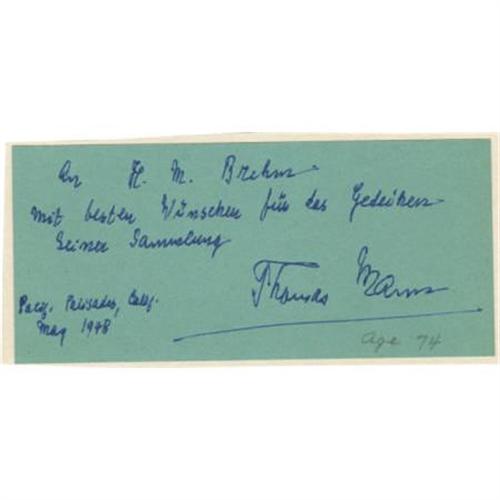 An H. M. Brehm
mit besten Wünschen für das Gedeihen
Seiner Sammlung
Thomas Mann
Pacif. Palisades, Calif.
May 1948
age 74